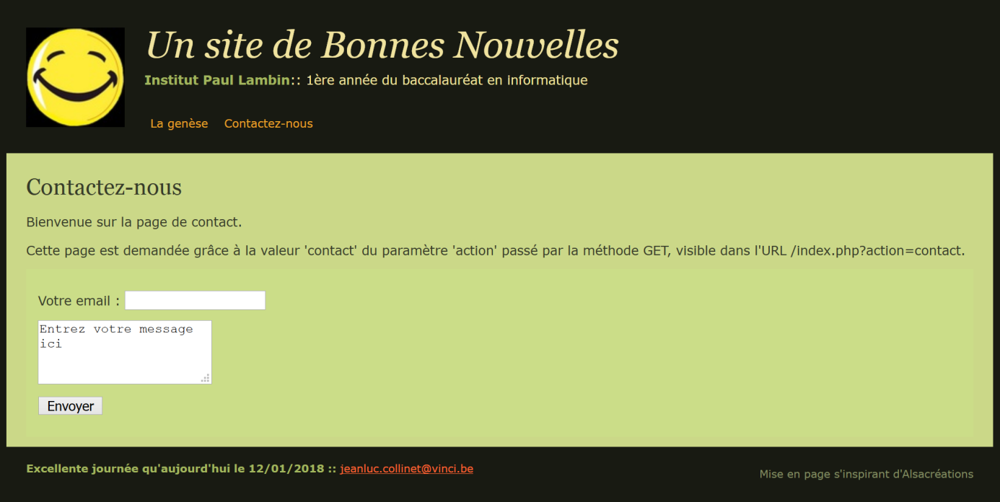 Un site de Bonnes Nouvelles
Institut Paul Lambin:: 1ère année du baccalauréat en informatique
La genèse Contactez-nous
Contactez-nous
Bienvenue sur la page de contact.
Cette page est demandée grâce à la valeur 'contact' du paramètre 'action' passé par la méthode GET, visible dans l'URL /index.php?action=contact.
Votre email :
Entrez votre message
ici
Envoyer
Excellente journée qu'aujourd'hui le 12/01/2018 :: jeanluc.collinet@vinci.be
Mise en page s'inspirant d'Alsacréations